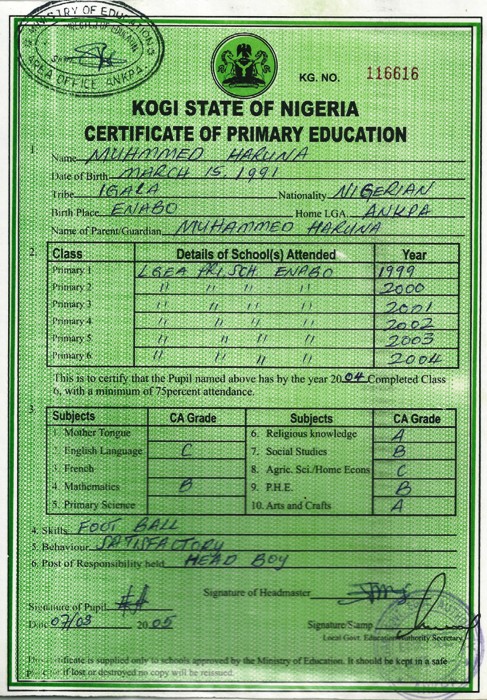 MINISTRY OF EDUCATION
AREA OFFICE ANKPA
KG. NO. 116616
KOGI STATE OF NIGERIA
CERTIFICATE OF PRIMARY EDUCATION
1. Name MUHMMED HARUNA
Date of Birth MARCH 15, 1991
Tribe IGALA Nationality NIGERIAN
Birth Place ENABO Home LGA. ANKPA
Name of Parent/Guardian MUHAMMED HARUNA
2. Class Details of School(s) Attended Year
Primary 1 LGEA PRI. SCH. ENABO 1999
Primary 2 " " " " 2000
Primary 3 " " " " 2001
Primary 4 " " " " 2002
Primary 5 " " " " 2003
Primary 6 " " " " 2004
This is to certify that the Pupil named above has by the year 2004 Completed Class
6, with a minimum of 75percent attendance.
3. Subjects CA Grade Subjects CA Grade
1. Mother Tongue 6. Religious knowledge A
2. English Language C 7. Social Studies B
3. French 8. Agric. Sci./Home Econs C
4. Mathematics B 9. P.H.E. B
5. Primary Science 10. Arts and Crafts A
4. Skills FOOT BALL
5. Behaviour SATISFACTORY
6. Post of Responsibility held HEAD BOY
Signature of Headmaster
Signature of Pupil
Date 07/03 2005 Signature/Stamp
Local Govt. Education Authority Secretary
This certificate is supplied only to schools approved by the Ministry of Education. It should be kept in a safe
if lost or destroyed no copy will be reissued.